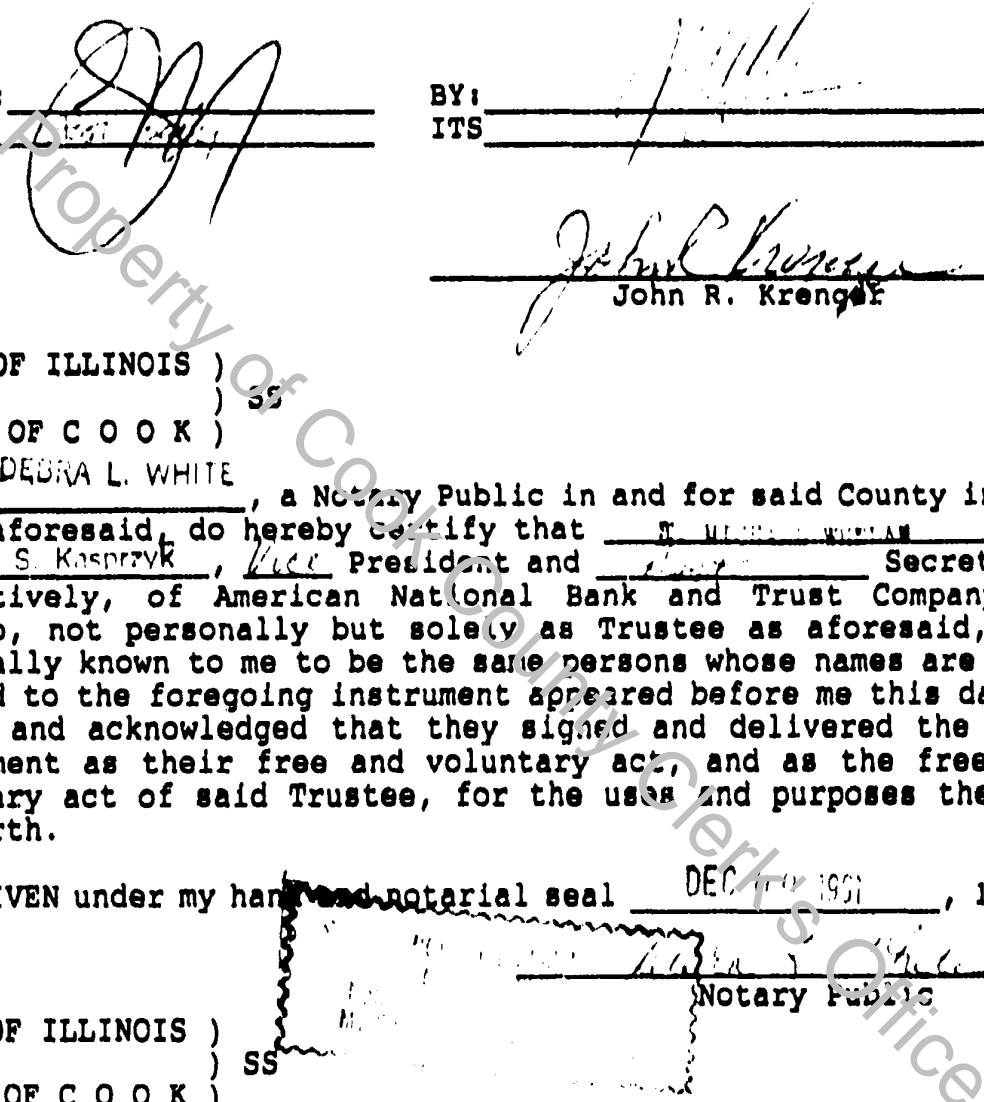 BY:
ITS
John R. Krenger
OF ILLINOIS )
) SS
OF C O O K )
DEBRA L. WHITE
, a Notary Public in and for said County in
aforesaid, do hereby certify that
S. Kasprzyk, Vice President and Secret
tively, of American National Bank and Trust Company
o, not personally but solely as Trustee as aforesaid,
ally known to me to be the same persons whose names are
d to the foregoing instrument appeared before me this da
and acknowledged that they signed and delivered the
ment as their free and voluntary act, and as the free
ary act of said Trustee, for the uses and purposes the
rth.
IVEN under my hand and notarial seal DEC 1991, 1
Notary Public
OF ILLINOIS )
) SS
OF C O O K )
Property of Cook County Clerk's Office